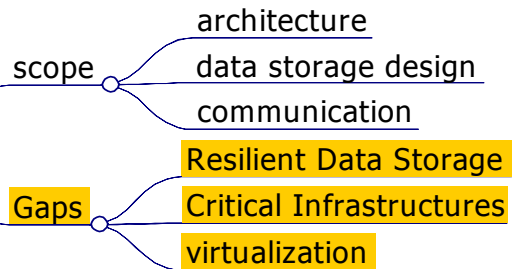 architecture
scope
data storage design
communication
Resilient Data Storage
Gaps
Critical Infrastructures
virtualization